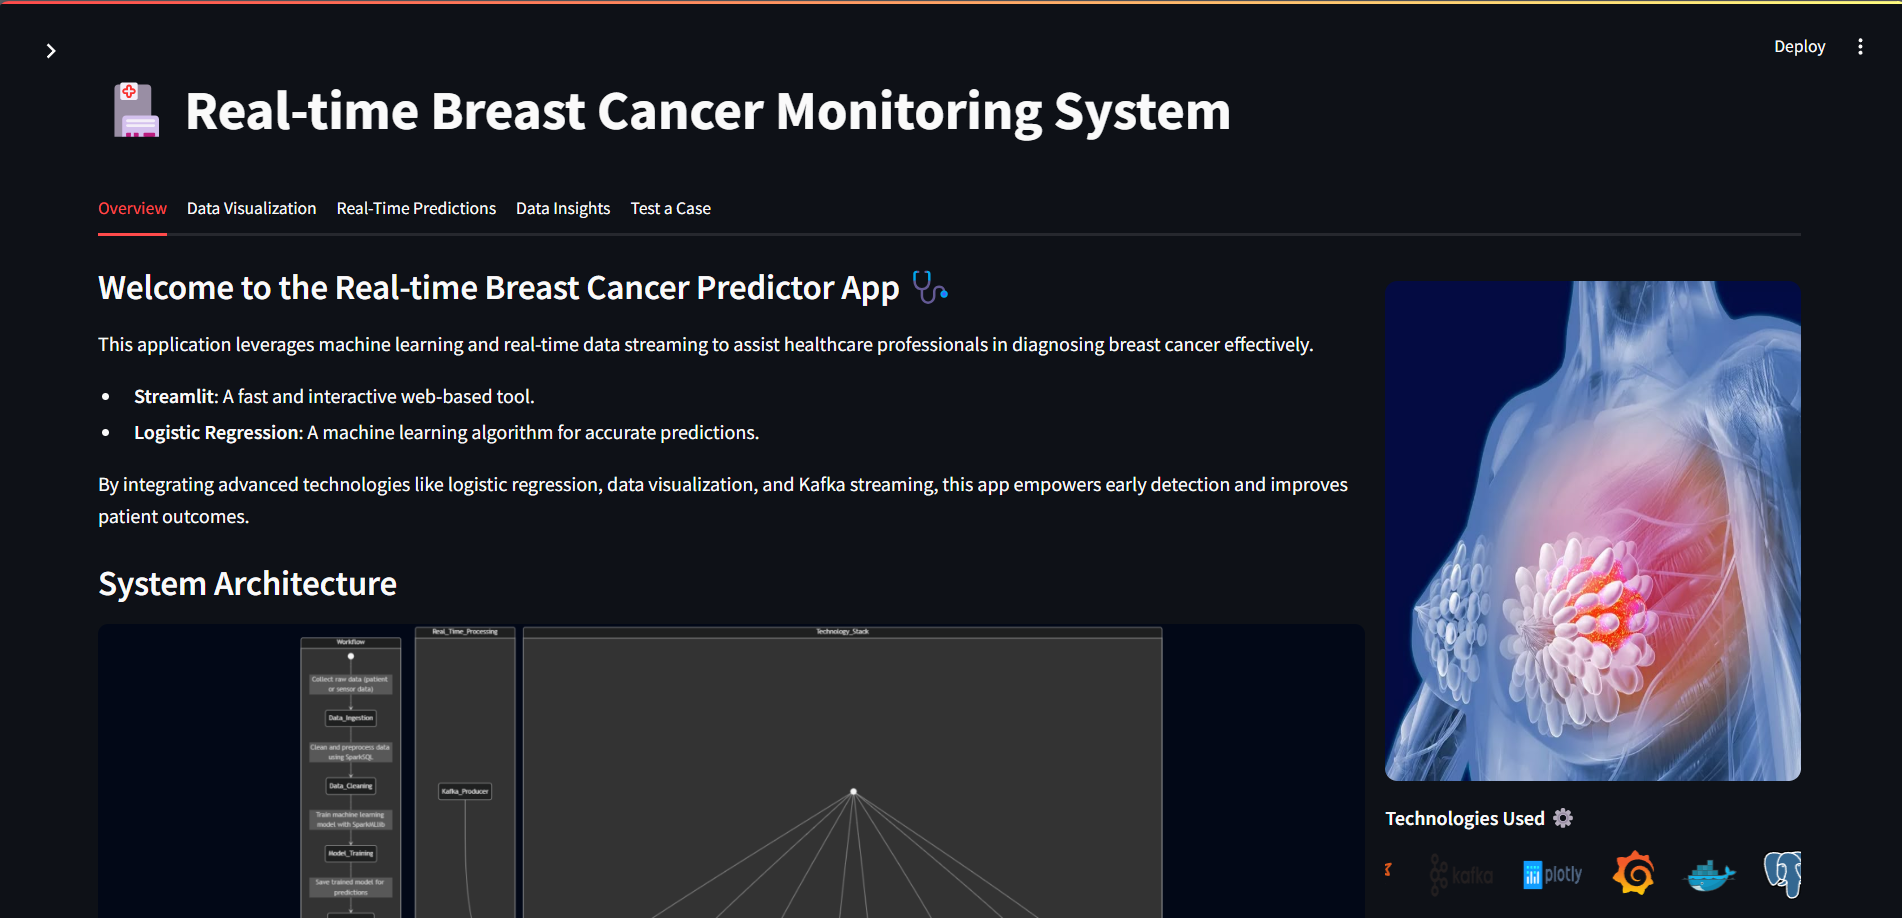 Deploy
Real-time Breast Cancer Monitoring System
Overview
Data Visualization
Real-Time Predictions
Data Insights
Test a Case
Welcome to the Real-time Breast Cancer Predictor App
This application leverages machine learning and real-time data streaming to assist healthcare professionals in diagnosing breast cancer effectively.
Streamlit: A fast and interactive web-based tool.
Logistic Regression: A machine learning algorithm for accurate predictions.
By integrating advanced technologies like logistic regression, data visualization, and Kafka streaming, this app empowers early detection and improves
patient outcomes.
System Architecture
Workflow
Collect raw data (patient
or sensor data)
Data_Ingestion
Clean and preprocess data
using SparkSQL
Data_Cleaning
Train machine learning
model with SparkMLlib
Model_Training
Save trained model for
predictions
Real_Time_Processing
Kafka_Producer
Technology_Stack
Technologies Used
kafka
plotly